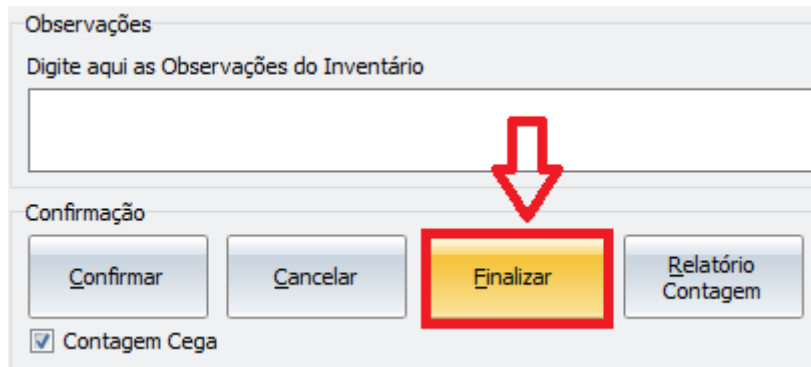 Observações
Digite aqui as Observações do Inventário
Confirmação
Confirmar
Cancelar
Finalizar
Relatório
Contagem
Contagem Cega